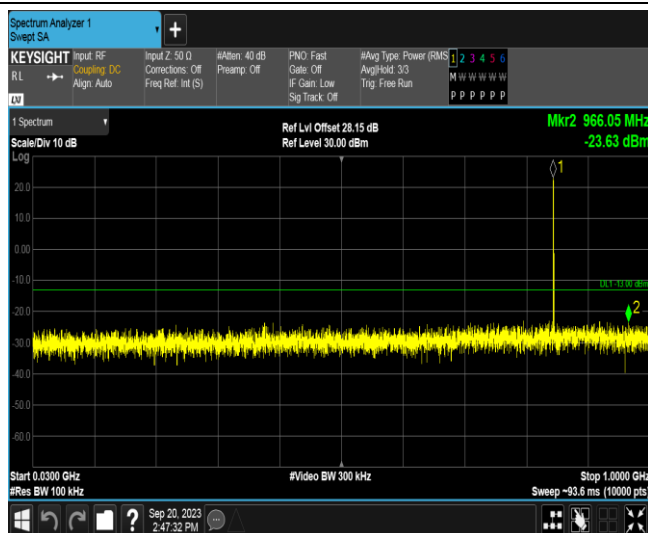 Spectrum Analyzer 1
Swept SA
+
KEYSIGHT Input: RF Input Z: 50 Ω #Atten: 40 dB PNO: Fast #Avg Type: Power (RMS 1 2 3 4 5 6
RL Coupling: DC Corrections: Off Preamp: Off Gate: Off Avg|Hold: 3/3 M W W W W W
Align: Auto Freq Ref: Int (S) IF Gain: Low Trig: Free Run
Sig Track: Off P P P P P P
LXI
1 Spectrum Ref Lvl Offset 28.15 dB Mkr2 966.05 MHz
Scale/Div 10 dB Ref Level 30.00 dBm -23.63 dBm
Log
1
20.0
10.0
0.00
-10.0
DL1 -13.00 dBm
-20.0
2
-30.0
-40.0
-50.0
-60.0
Start 0.0300 GHz #Video BW 300 kHz Stop 1.0000 GHz
#Res BW 100 kHz Sweep ~93.6 ms (10000 pts)
? Sep 20, 2023
2:47:32 PM